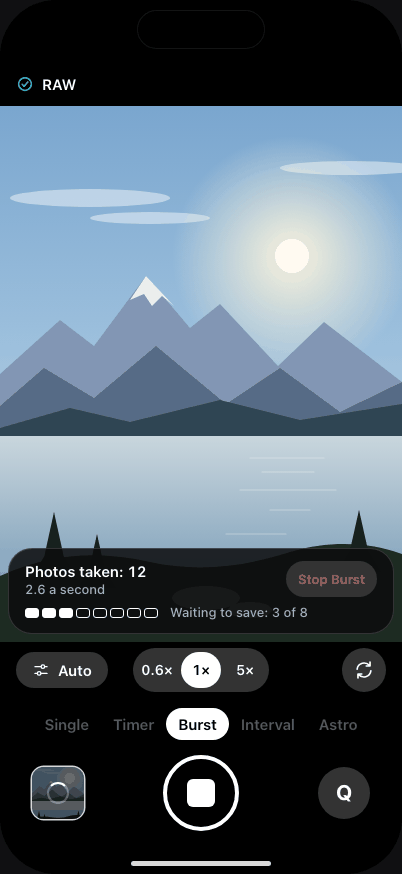 RAW
Photos taken: 12
2.6 a second
Stop Burst
Waiting to save: 3 of 8
Auto
0.6×
1×
5×
Single
Timer
Burst
Interval
Astro
Q